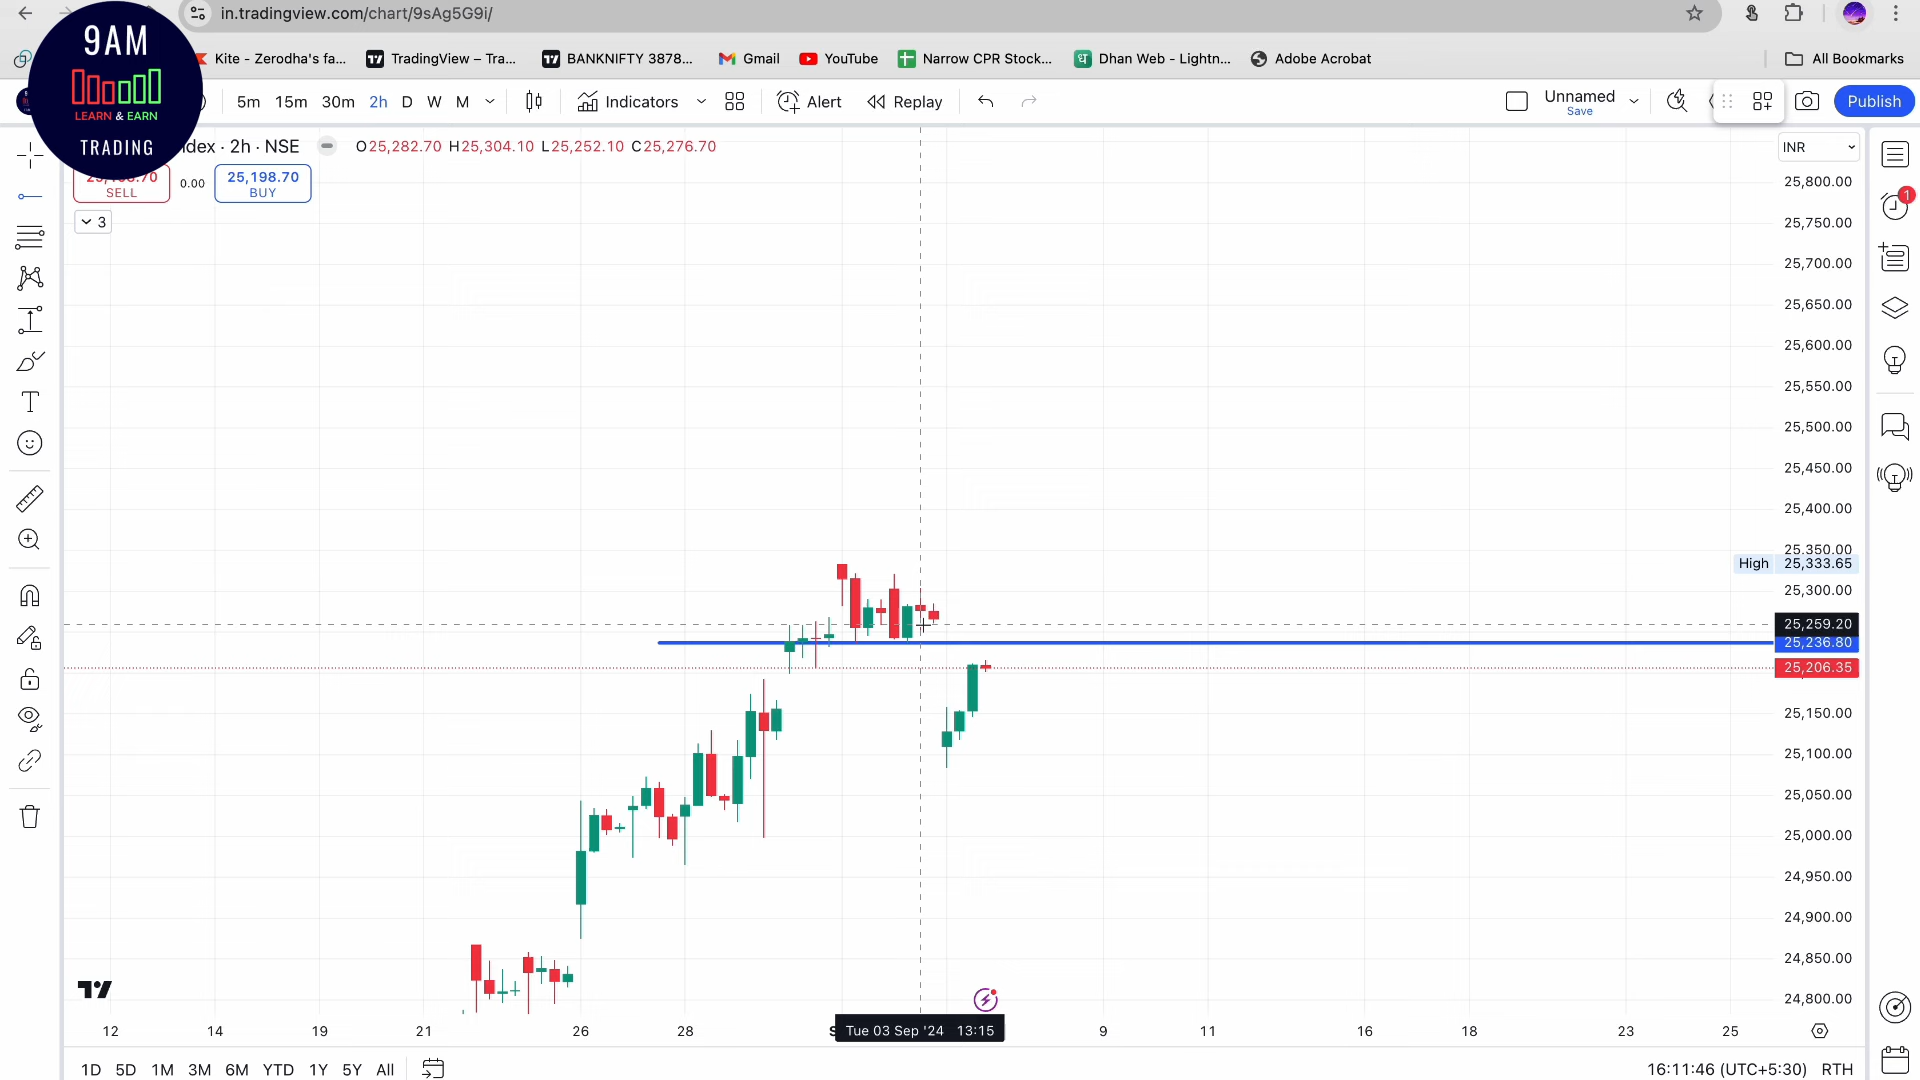 in.tradingview.com/chart/9sAg5G9i/
9AM
LEARN & EARN
TRADING
Kite - Zerodha's fa...
TradingView – Tra...
BANKNIFTY 3878...
Gmail
YouTube
Narrow CPR Stock...
Dhan Web - Lightn...
Adobe Acrobat
All Bookmarks
5m 15m 30m 2h D W M
Indicators
Alert
Replay
Unnamed
Save
Publish
· 2h · NSE
O25,282.70 H25,304.10 L25,252.10 C25,276.70
INR
SELL
0.00
25,198.70
BUY
3
1
25,800.00
25,750.00
25,700.00
25,650.00
25,600.00
25,550.00
25,500.00
25,450.00
25,400.00
25,350.00
High 25,333.65
25,300.00
25,259.20
25,236.80
25,206.35
25,150.00
25,100.00
25,050.00
25,000.00
24,950.00
24,900.00
24,850.00
24,800.00
12 14 19 21 26 28 Tue 03 Sep '24 13:15 9 11 16 18 23 25
1D 5D 1M 3M 6M YTD 1Y 5Y All
16:11:46 (UTC+5:30) RTH